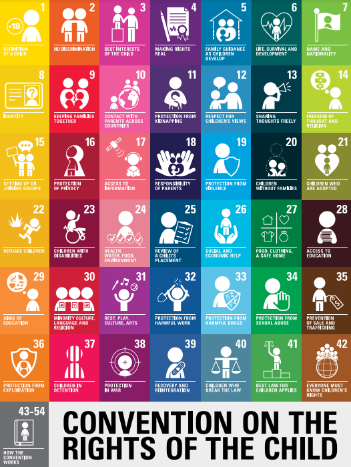 1
DEFINITION
OF A CHILD
2
NO DISCRIMINATION
3
BEST INTERESTS
OF THE CHILD
4
MAKING RIGHTS
REAL
5
FAMILY GUIDANCE
AS CHILDREN
DEVELOP
6
LIFE, SURVIVAL AND
DEVELOPMENT
7
NAME AND
NATIONALITY
8
IDENTITY
9
KEEPING FAMILIES
TOGETHER
10
CONTACT WITH
PARENTS ACROSS
COUNTRIES
11
PROTECTION FROM
KIDNAPPING
12
RESPECT FOR
CHILDREN'S VIEWS
13
SHARING
THOUGHTS FREELY
14
FREEDOM OF
THOUGHT AND
RELIGION
15
SETTING UP OR
JOINING GROUPS
16
PROTECTION
OF PRIVACY
17
ACCESS TO
INFORMATION
18
RESPONSIBILITY
OF PARENTS
19
PROTECTION FROM
VIOLENCE
20
CHILDREN
WITHOUT FAMILIES
21
CHILDREN WHO
ARE ADOPTED
22
REFUGEE CHILDREN
23
CHILDREN WITH
DISABILITIES
24
HEALTH,
WATER, FOOD,
ENVIRONMENT
25
REVIEW OF
A CHILD'S
PLACEMENT
26
SOCIAL AND
ECONOMIC HELP
27
FOOD, CLOTHING,
A SAFE HOME
28
ACCESS TO
EDUCATION
29
AIMS OF
EDUCATION
30
MINORITY CULTURE,
LANGUAGE AND
RELIGION
31
REST, PLAY,
CULTURE, ARTS
32
PROTECTION FROM
HARMFUL WORK
33
PROTECTION FROM
HARMFUL DRUGS
34
PROTECTION FROM
SEXUAL ABUSE
35
PREVENTION
OF SALE AND
TRAFFICKING
36
PROTECTION FROM
EXPLOITATION
37
CHILDREN IN
DETENTION
38
PROTECTION
IN WAR
39
RECOVERY AND
REINTEGRATION
40
CHILDREN WHO
BREAK THE LAW
41
BEST LAW FOR
CHILDREN APPLIES
42
EVERYONE MUST
KNOW CHILDREN'S
RIGHTS
43-54
HOW THE
CONVENTION
WORKS
CONVENTION ON THE
RIGHTS OF THE CHILD